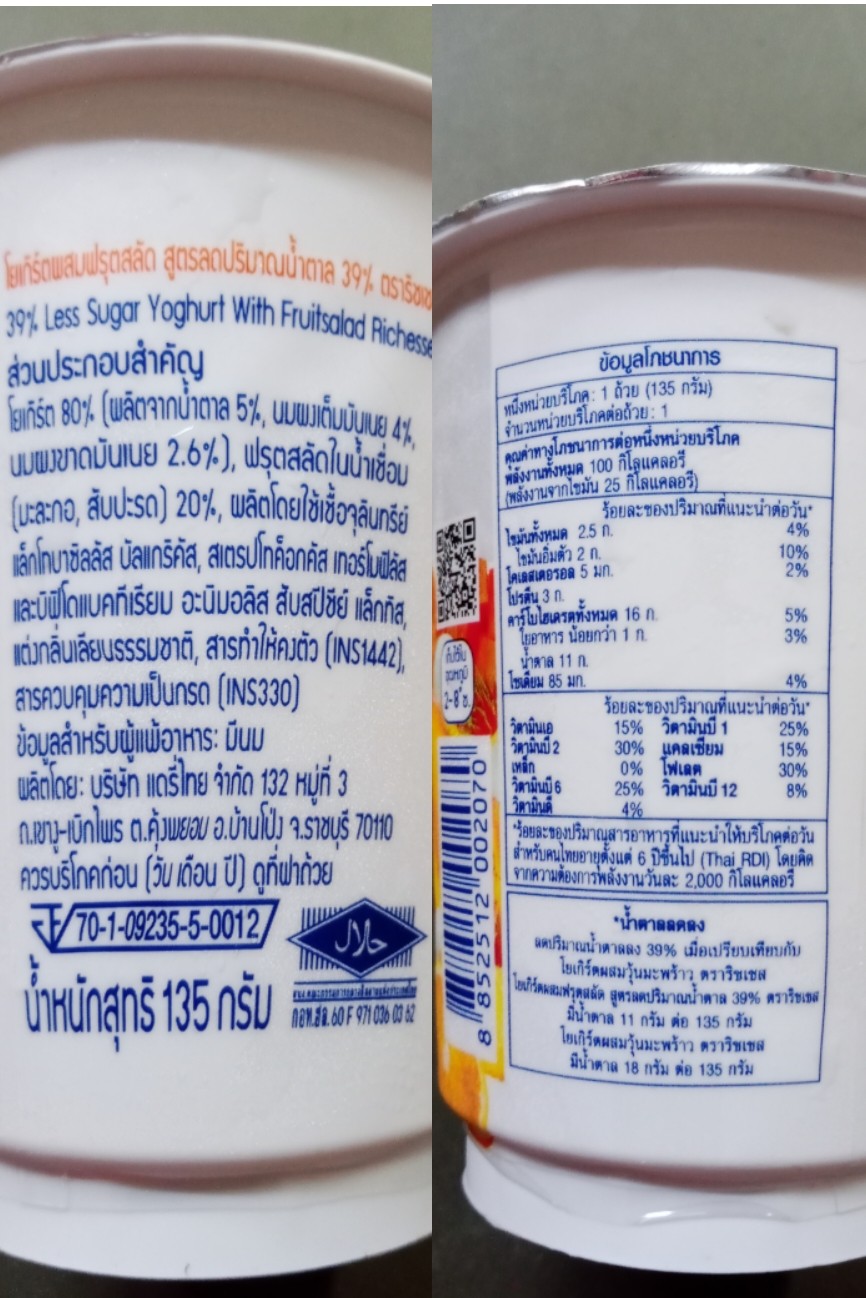 โยเกิร์ตผสมฟรุตสลัด สูตรลดปริมาณน้ำตาล 39% ตราริชเชส
39% Less Sugar Yoghurt With Fruitsalad Richesse
ส่วนประกอบสำคัญ
โยเกิร์ต 80% (ผลิตจากน้ำตาล 5%, นมผงเต็มมันเนย 4%,
นมผงขาดมันเนย 2.6%), ฟรุตสลัดในน้ำเชื่อม
(มะละกอ, สับปะรด) 20%, ผลิตโดยใช้เชื้อจุลินทรีย์
แล็กโทบาซิลลัส บัลแกริคัส, สเตรปโทค็อกคัส เทอร์โมฟิลัส
และบิฟิโดแบคทีเรียม อะนิมอลิส สับสปีชีย์ แล็กทิส,
แต่งกลิ่นเลียนธรรมชาติ, สารทำให้คงตัว (INS1442),
สารควบคุมความเป็นกรด (INS330)
ข้อมูลสำหรับผู้แพ้อาหาร: มีนม
ผลิตโดย: บริษัท แดรี่ไทย จำกัด 132 หมู่ที่ 3
ถ.เขางู-เบิกไพร ต.คุ้งพยอม อ.บ้านโป่ง จ.ราชบุรี 70110
ควรบริโภคก่อน (วัน เดือน ปี) ดูที่ฝาถ้วย
70-1-09235-5-0012
حلال
น้ำหนักสุทธิ 135 กรัม
กอท.ฮล. 60 F 971 036 03 62
ข้อมูลโภชนาการ
หนึ่งหน่วยบริโภค: 1 ถ้วย (135 กรัม)
จำนวนหน่วยบริโภคต่อถ้วย: 1
คุณค่าทางโภชนาการต่อหนึ่งหน่วยบริโภค
พลังงานทั้งหมด 100 กิโลแคลอรี
(พลังงานจากไขมัน 25 กิโลแคลอรี)
ร้อยละของปริมาณที่แนะนำต่อวัน*
ไขมันทั้งหมด 2.5 ก. 4%
ไขมันอิ่มตัว 2 ก. 10%
โคเลสเตอรอล 5 มก. 2%
โปรตีน 3 ก.
คาร์โบไฮเดรตทั้งหมด 16 ก. 5%
ใยอาหาร น้อยกว่า 1 ก. 3%
น้ำตาล 11 ก.
โซเดียม 85 มก. 4%
ร้อยละของปริมาณที่แนะนำต่อวัน*
วิตามินเอ 15% วิตามินบี 1 25%
วิตามินบี 2 30% แคลเซียม 15%
เหล็ก 0% โฟเลต 30%
วิตามินบี 6 25% วิตามินบี 12 8%
วิตามินดี 4%
*ร้อยละของปริมาณสารอาหารที่แนะนำให้บริโภคต่อวัน
สำหรับคนไทยอายุตั้งแต่ 6 ปีขึ้นไป (Thai RDI) โดยคิด
จากความต้องการพลังงานวันละ 2,000 กิโลแคลอรี
*น้ำตาลลดลง
ลดปริมาณน้ำตาลลง 39% เมื่อเปรียบเทียบกับ
โยเกิร์ตผสมวุ้นมะพร้าว ตราริชเชส
โยเกิร์ตผสมฟรุตสลัด สูตรลดปริมาณน้ำตาล 39% ตราริชเชส
มีน้ำตาล 11 กรัม ต่อ 135 กรัม
โยเกิร์ตผสมวุ้นมะพร้าว ตราริชเชส
มีน้ำตาล 18 กรัม ต่อ 135 กรัม
เก็บไว้ใน
อุณหภูมิ
2-8°ซ.
8 852512 002070